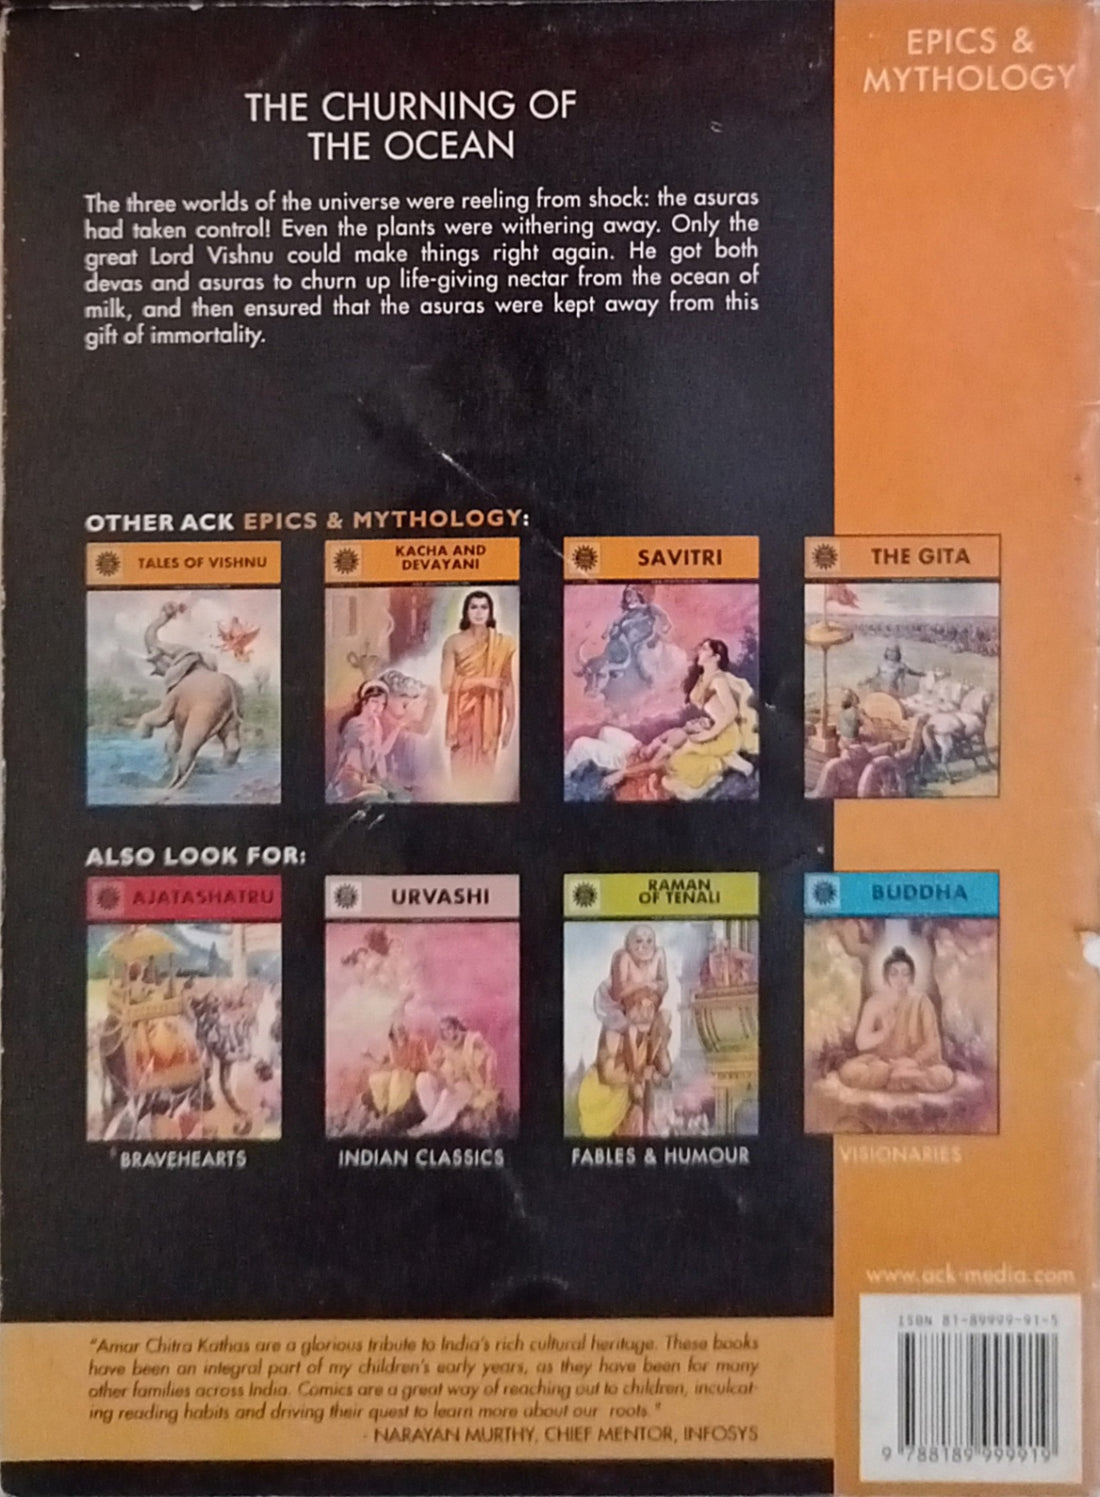 EPICS &
MYTHOLOGY
THE CHURNING OF
THE OCEAN
The three worlds of the universe were reeling from shock: the asuras
had taken control! Even the plants were withering away. Only the
great Lord Vishnu could make things right again. He got both
devas and asuras to churn up life-giving nectar from the ocean of
milk, and then ensured that the asuras were kept away from this
gift of immortality.
OTHER ACK EPICS & MYTHOLOGY:
TALES OF VISHNU
KACHA AND
DEVAYANI
SAVITRI
THE GITA
ALSO LOOK FOR:
AJATASHATRU
URVASHI
RAMAN
OF TENALI
BUDDHA
BRAVEHEARTS
INDIAN CLASSICS
FABLES & HUMOUR
VISIONARIES
www.ack-media.com
ISBN 81-89999-91-5
9 788189 999919
"Amar Chitra Kathas are a glorious tribute to India's rich cultural heritage. These books
have been an integral part of my children's early years, as they have been for many
other families across India. Comics are a great way of reaching out to children, inculcat-
ing reading habits and driving their quest to learn more about our roots."
- NARAYAN MURTHY, CHIEF MENTOR, INFOSYS